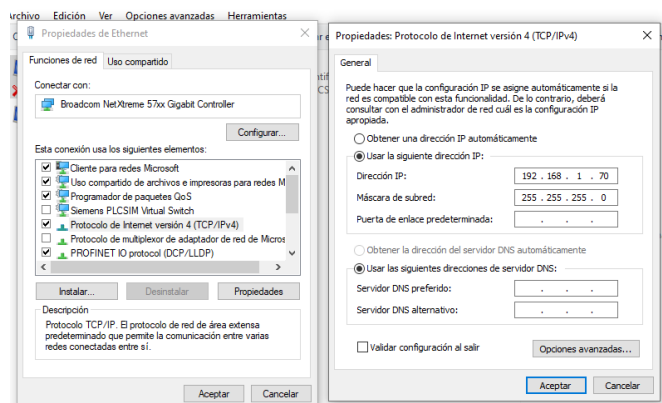 Archivo Edición Ver Opciones avanzadas Herramientas
Propiedades de Ethernet
Funciones de red Uso compartido
Conectar con:
Broadcom NetXtreme 57xx Gigabit Controller
Configurar...
Esta conexión usa los siguientes elementos:
Cliente para redes Microsoft
Uso compartido de archivos e impresoras para redes M
Programador de paquetes QoS
Siemens PLCSIM Virtual Switch
Protocolo de Internet versión 4 (TCP/IPv4)
Protocolo de multiplexor de adaptador de red de Micros
PROFINET IO protocol (DCP/LLDP)
Instalar... Desinstalar Propiedades
Descripción
Protocolo TCP/IP. El protocolo de red de área extensa
predeterminado que permite la comunicación entre varias
redes conectadas entre sí.
Aceptar Cancelar
Propiedades: Protocolo de Internet versión 4 (TCP/IPv4)
General
Puede hacer que la configuración IP se asigne automáticamente si la
red es compatible con esta funcionalidad. De lo contrario, deberá
consultar con el administrador de red cuál es la configuración IP
apropiada.
Obtener una dirección IP automáticamente
Usar la siguiente dirección IP:
Dirección IP: 192 . 168 . 1 . 70
Máscara de subred: 255 . 255 . 255 . 0
Puerta de enlace predeterminada: . . .
Obtener la dirección del servidor DNS automáticamente
Usar las siguientes direcciones de servidor DNS:
Servidor DNS preferido: . . .
Servidor DNS alternativo: . . .
Validar configuración al salir
Opciones avanzadas...
Aceptar Cancelar